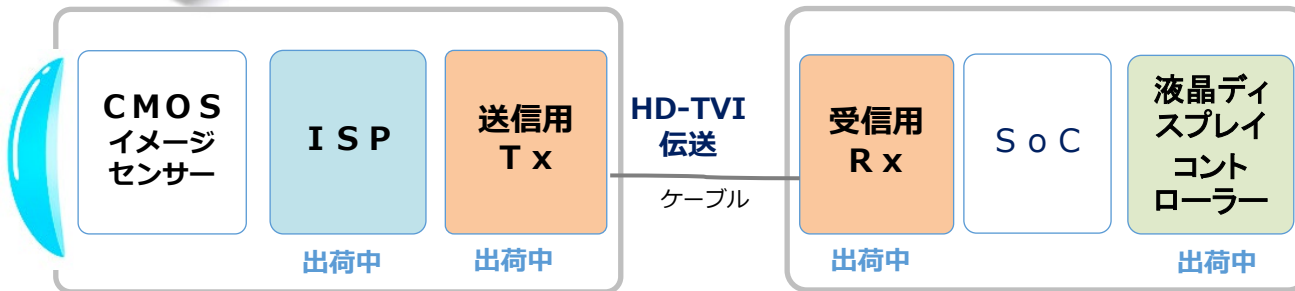 ＣＭＯＳ
イメージ
センサー
ＩＳＰ
送信用
Ｔｘ
HD-TVI
伝送
ケーブル
受信用
Ｒｘ
ＳｏＣ
液晶ディ
スプレイ
コント
ローラー
出荷中
出荷中
出荷中
出荷中